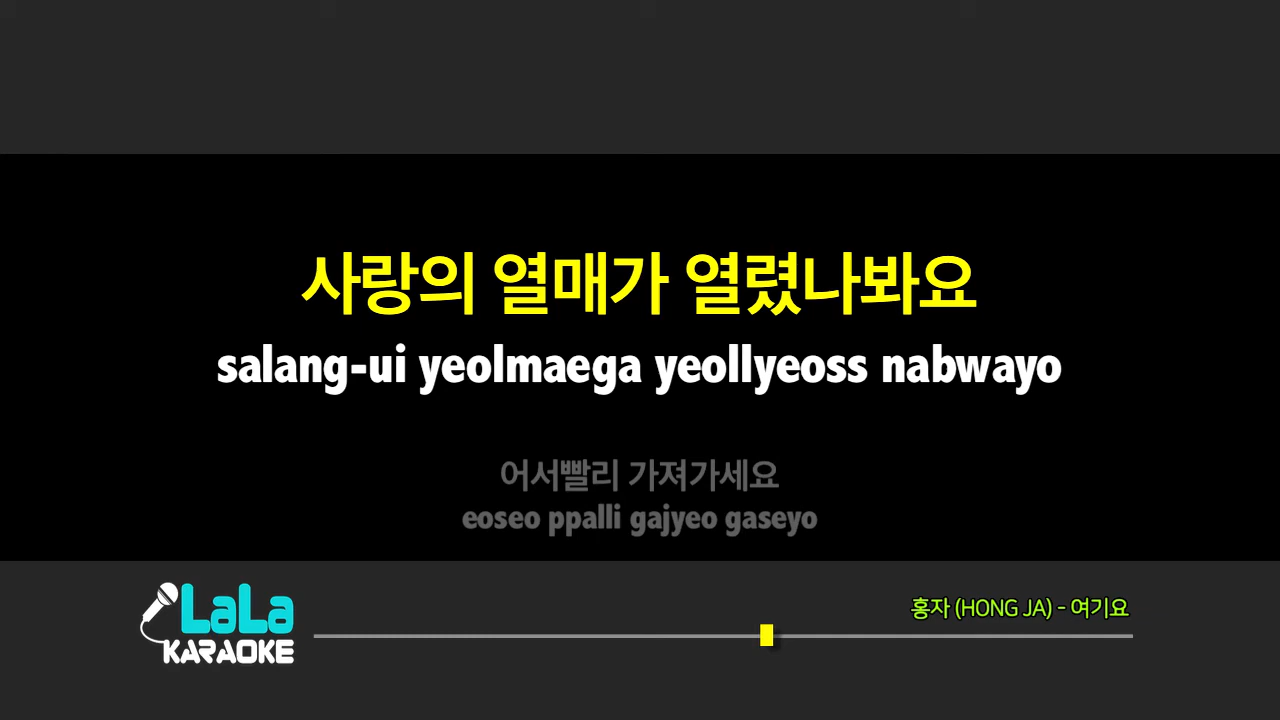 사랑의 열매가 열렸나봐요
salang-ui yeolmaega yeollyeoss nabwayo
어서빨리 가져가세요
eoseo ppalli gajyeo gaseyo
홍자 (HONG JA) - 여기요
LaLa
KARAOKE